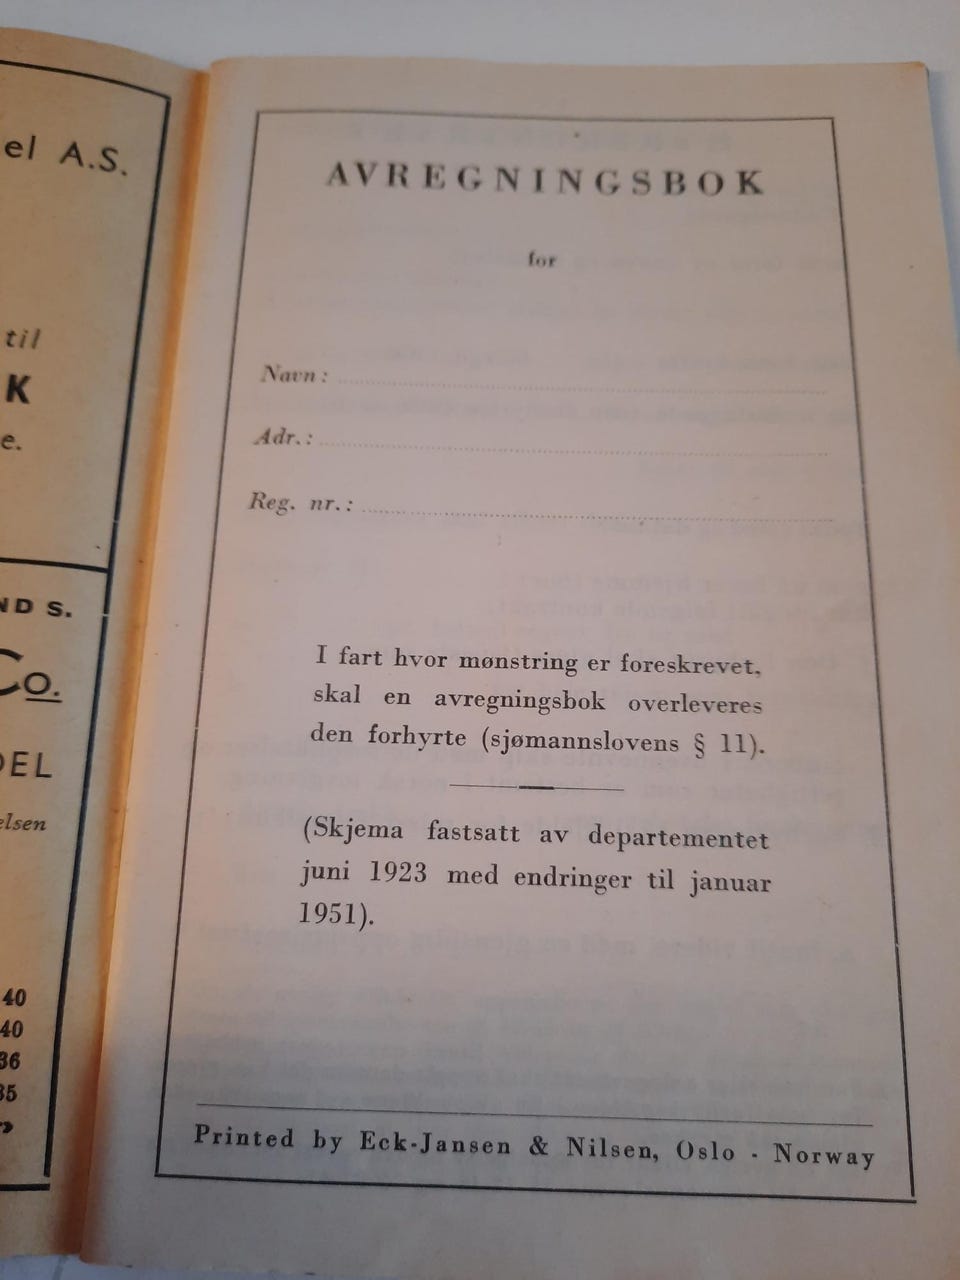 el A.S.
til
K
e.
ND S.
Co.
DEL
elsen
40
40
36
35
»
AVREGNINGSBOK
for
Navn:
Adr.:
Reg. nr.:
I fart hvor mønstring er foreskrevet,
skal en avregningsbok overleveres
den forhyrte (sjømannslovens § 11).
(Skjema fastsatt av departementet
juni 1923 med endringer til januar
1951).
Printed by Eck-Jansen & Nilsen, Oslo - Norway